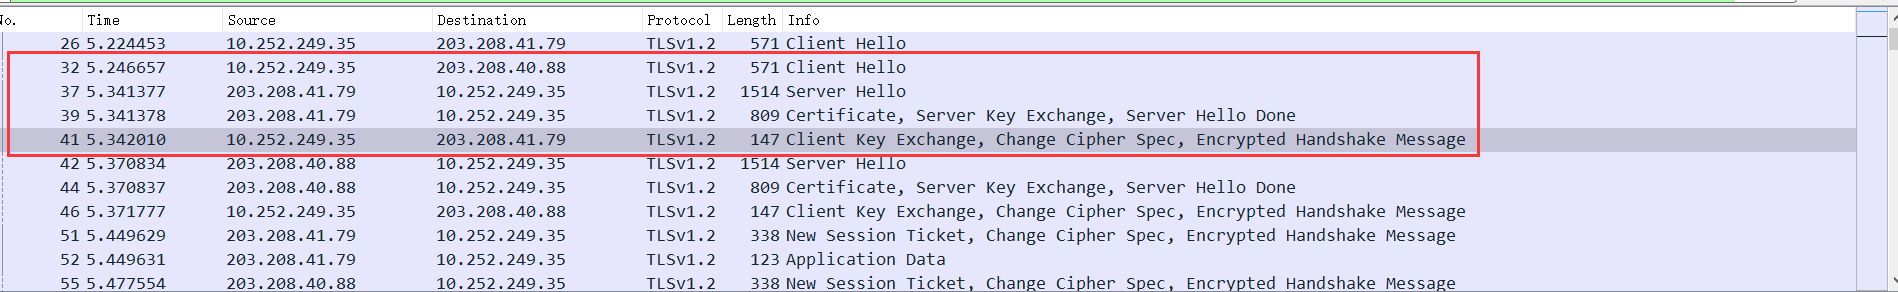 No. Time Source Destination Protocol Length Info
26 5.224453 10.252.249.35 203.208.41.79 TLSv1.2 571 Client Hello
32 5.246657 10.252.249.35 203.208.40.88 TLSv1.2 571 Client Hello
37 5.341377 203.208.41.79 10.252.249.35 TLSv1.2 1514 Server Hello
39 5.341378 203.208.41.79 10.252.249.35 TLSv1.2 809 Certificate, Server Key Exchange, Server Hello Done
41 5.342010 10.252.249.35 203.208.41.79 TLSv1.2 147 Client Key Exchange, Change Cipher Spec, Encrypted Handshake Message
42 5.370834 203.208.40.88 10.252.249.35 TLSv1.2 1514 Server Hello
44 5.370837 203.208.40.88 10.252.249.35 TLSv1.2 809 Certificate, Server Key Exchange, Server Hello Done
46 5.371777 10.252.249.35 203.208.40.88 TLSv1.2 147 Client Key Exchange, Change Cipher Spec, Encrypted Handshake Message
51 5.449629 203.208.41.79 10.252.249.35 TLSv1.2 338 New Session Ticket, Change Cipher Spec, Encrypted Handshake Message
52 5.449631 203.208.41.79 10.252.249.35 TLSv1.2 123 Application Data
55 5.477554 203.208.40.88 10.252.249.35 TLSv1.2 338 New Session Ticket, Change Cipher Spec, Encrypted Handshake Message